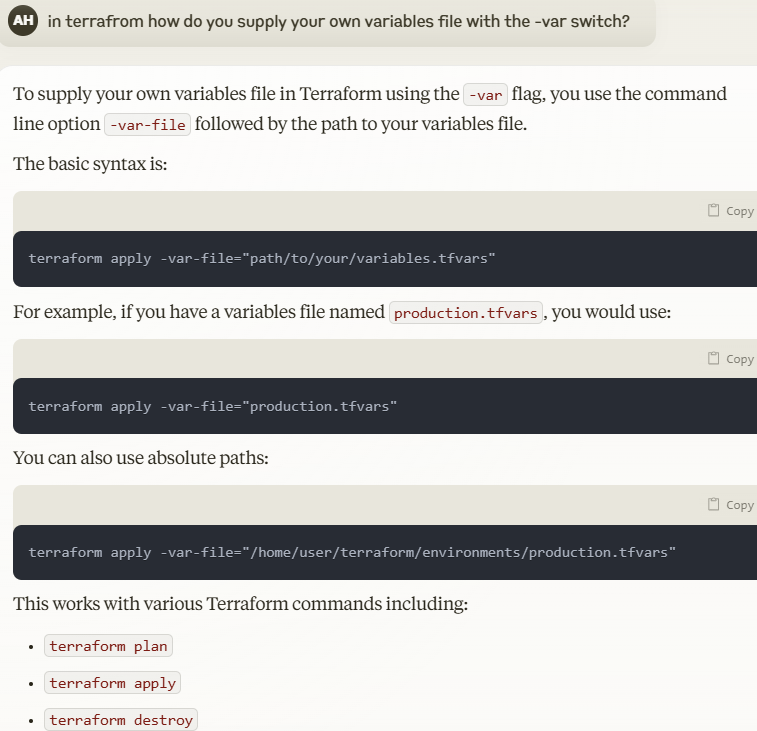 AH in terrafrom how do you supply your own variables file with the -var switch?
To supply your own variables file in Terraform using the -var flag, you use the command
line option -var-file followed by the path to your variables file.
The basic syntax is:
Copy
terraform apply -var-file="path/to/your/variables.tfvars"
For example, if you have a variables file named production.tfvars, you would use:
Copy
terraform apply -var-file="production.tfvars"
You can also use absolute paths:
Copy
terraform apply -var-file="/home/user/terraform/environments/production.tfvars"
This works with various Terraform commands including:
• terraform plan
• terraform apply
• terraform destroy